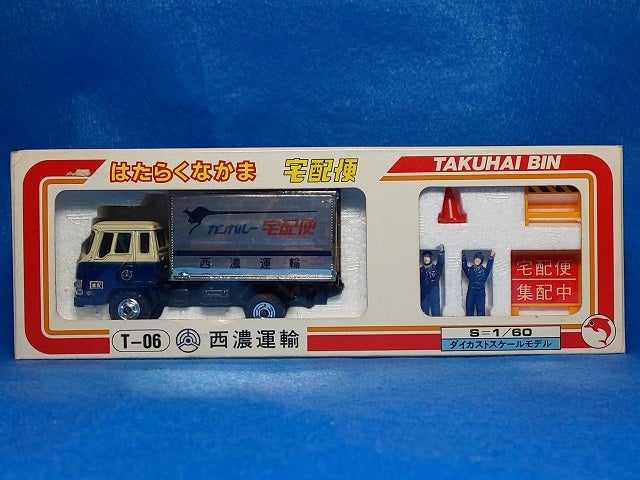 はたらくなかま 宅配便
TAKUHAI BIN
カンガルー宅配便
西濃運輸
宅配便
集配中
T-06 西濃運輸
S=1/60
ダイカストスケールモデル